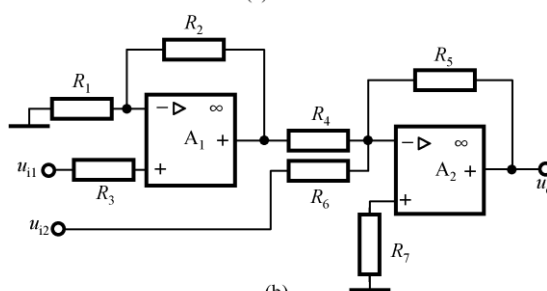 R₂
R₅
R₁
− ▷ ∞
A₁ +
+
R₄
− ▷ ∞
A₂ +
+
uᵢ₁
R₃
R₆
uᵢ₂
R₇